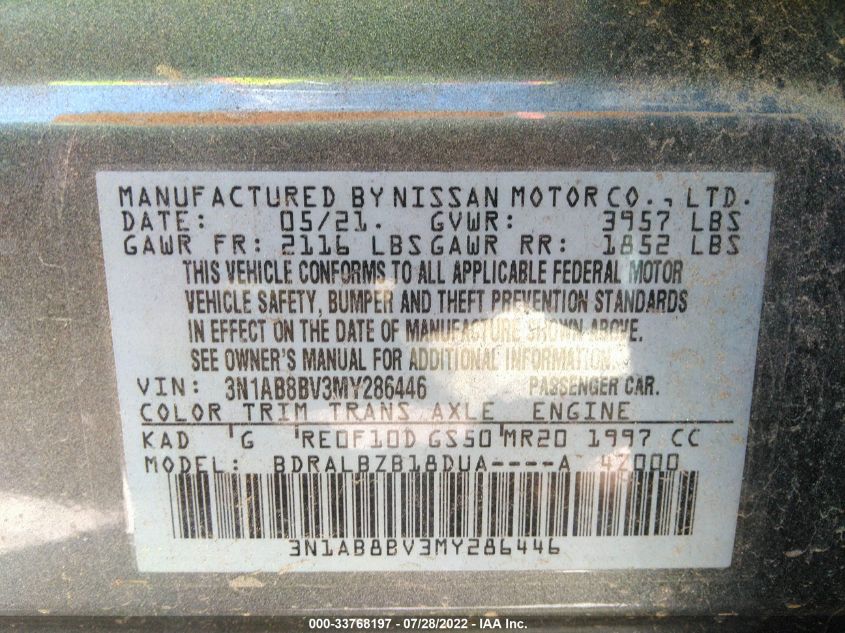 MANUFACTURED BY NISSAN MOTOR CO., LTD.
DATE: 05/21. GVWR: 3957 LBS
GAWR FR: 2116 LBS GAWR RR: 1852 LBS
THIS VEHICLE CONFORMS TO ALL APPLICABLE FEDERAL MOTOR
VEHICLE SAFETY, BUMPER AND THEFT PREVENTION STANDARDS
IN EFFECT ON THE DATE OF MANUFACTURE SHOWN ABOVE.
SEE OWNER'S MANUAL FOR ADDITIONAL INFORMATION.
VIN: 3N1AB8BV3MY286446 PASSENGER CAR.
COLOR TRIM TRANS AXLE ENGINE
KAD G RE0F10D GS50 MR20 1997 CC
MODEL: BDRALBZB18DUA----A 4Z000
3N1AB8BV3MY286446
000-33768197 - 07/28/2022 - IAA Inc.